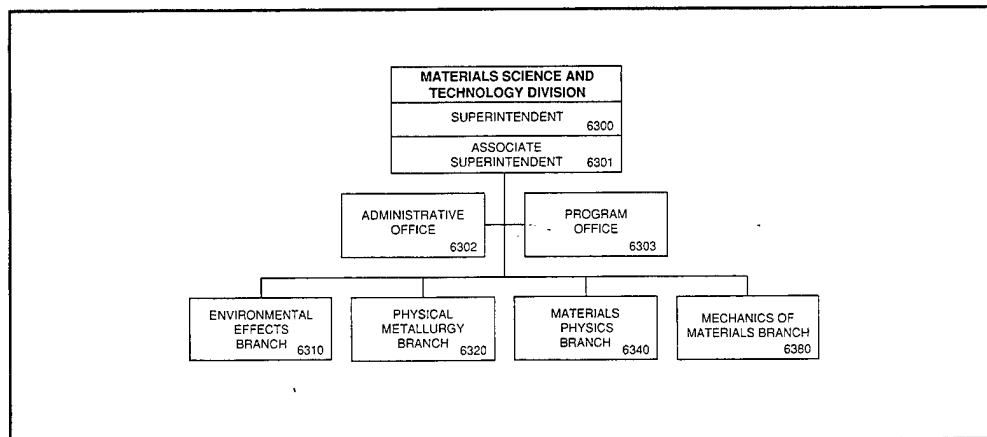 MATERIALS SCIENCE AND
TECHNOLOGY DIVISION
SUPERINTENDENT
6300
ASSOCIATE
SUPERINTENDENT
6301
ADMINISTRATIVE
OFFICE
6302
PROGRAM
OFFICE
6303
ENVIRONMENTAL
EFFECTS
BRANCH
6310
PHYSICAL
METALLURGY
BRANCH
6320
MATERIALS
PHYSICS
BRANCH
6340
MECHANICS OF
MATERIALS BRANCH
6380